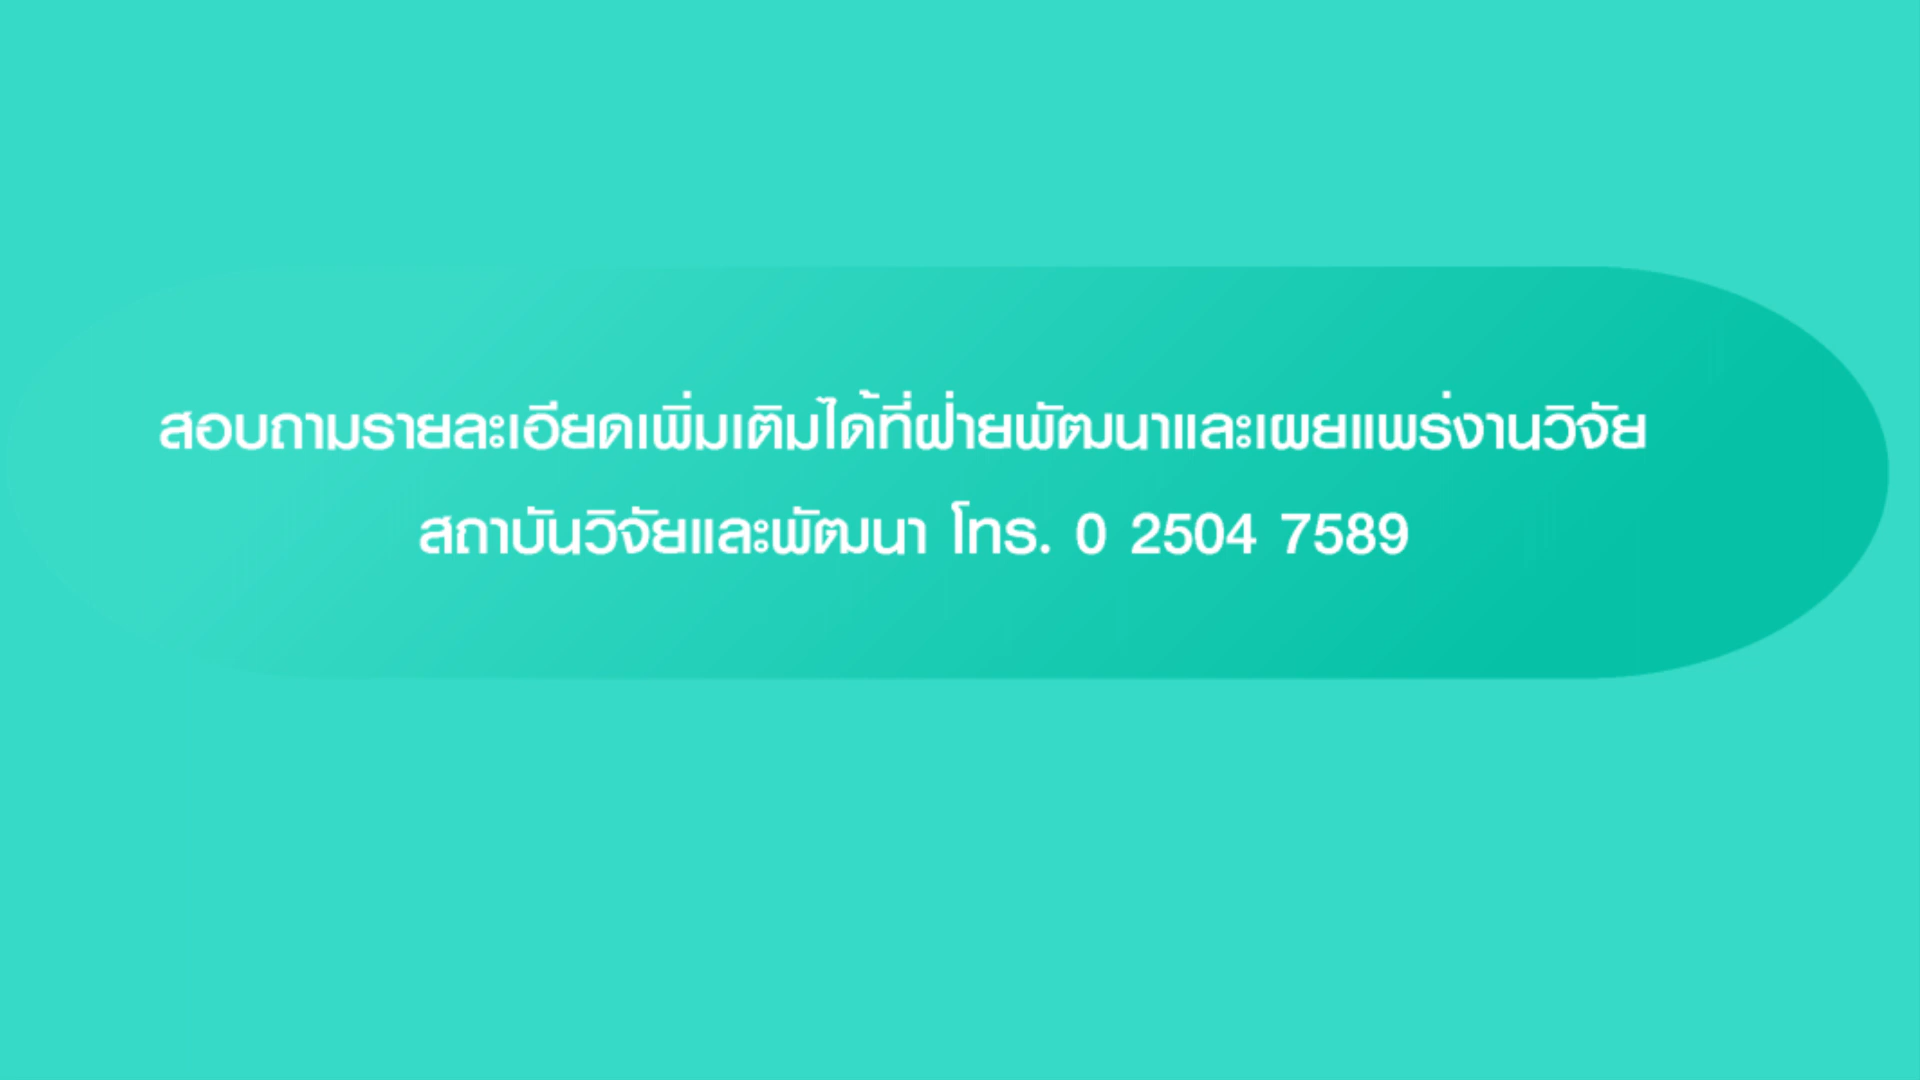 สอบถามรายละเอียดเพิ่มเติมได้ที่ฝ่ายพัฒนาและเผยแพร่งานวิจัย
สถาบันวิจัยและพัฒนา โทร. 0 2504 7589